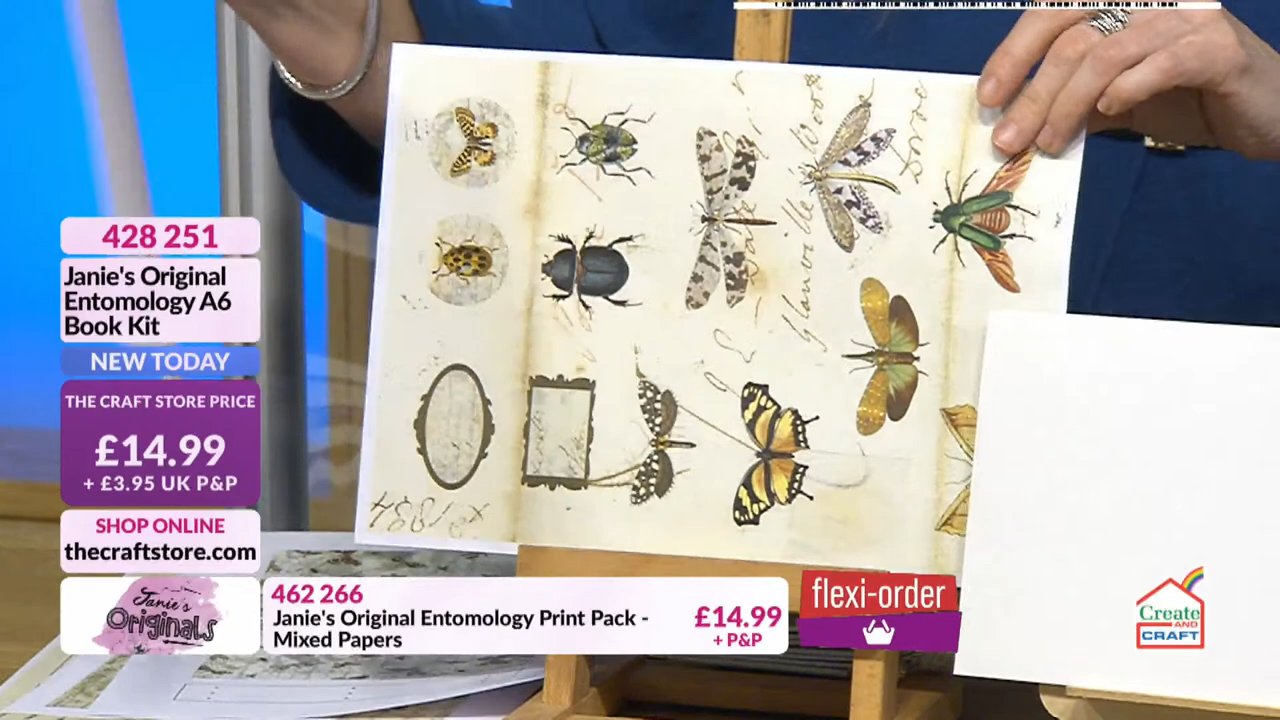 428 251
Janie's Original
Entomology A6
Book Kit
NEW TODAY
THE CRAFT STORE PRICE
£14.99
+ £3.95 UK P&P
SHOP ONLINE
thecraftstore.com
Janie's
Originals
462 266
Janie's Original Entomology Print Pack -
Mixed Papers
£14.99
+ P&P
flexi-order
Create
AND
CRAFT
Glanville Wood